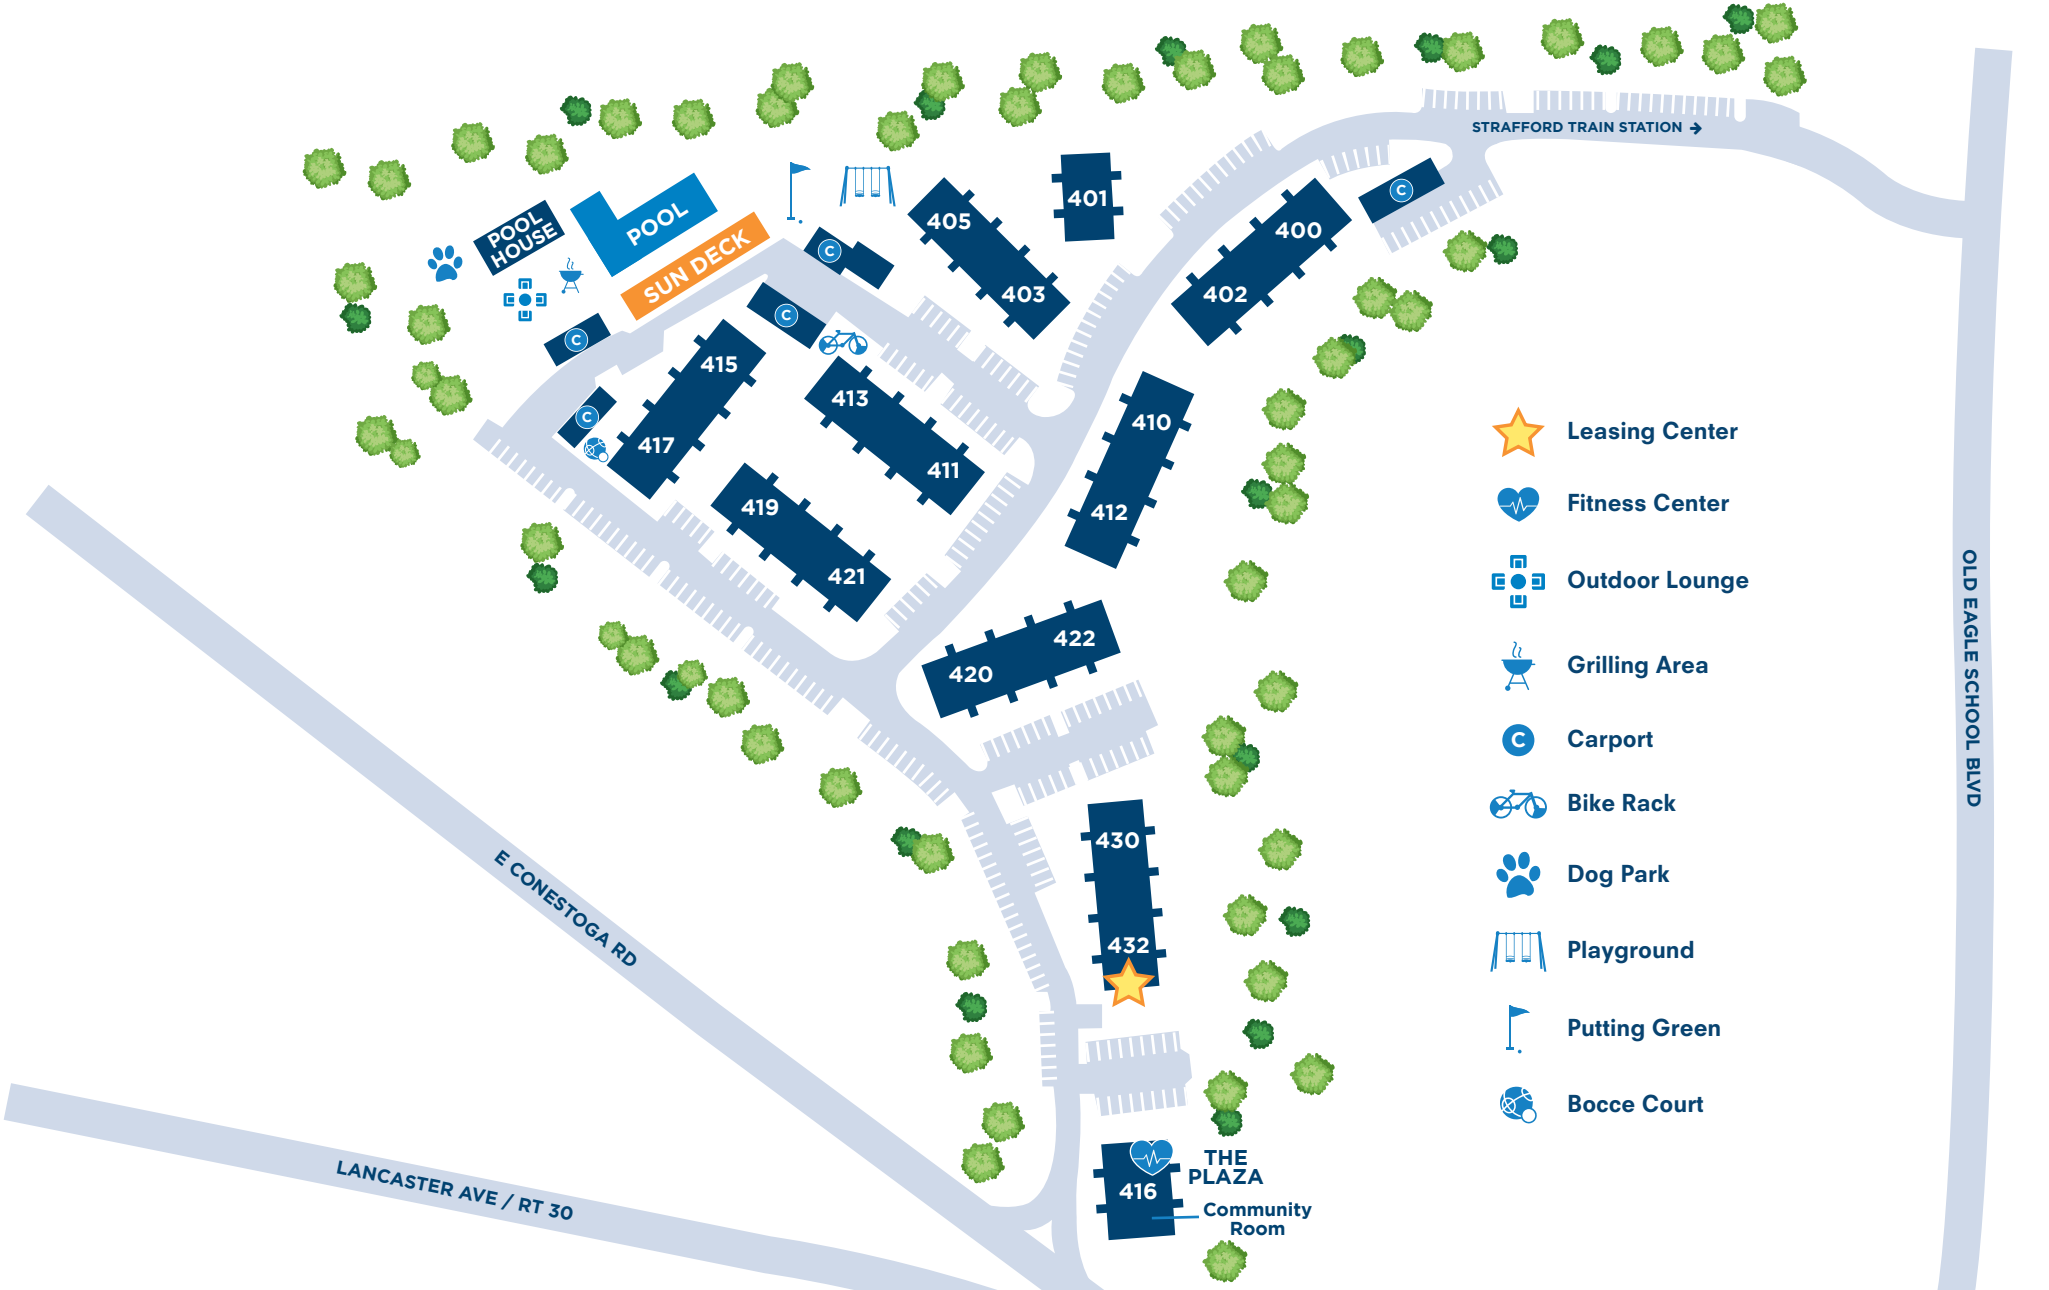 STRAFFORD TRAIN STATION →
401
405
403
400
402
C
POOL
HOUSE
POOL
SUN DECK
C
C
C
C
415
417
413
411
410
412
419
421
420
422
430
432
416
THE
PLAZA
Community
Room
E CONESTOGA RD
LANCASTER AVE / RT 30
OLD EAGLE SCHOOL BLVD
Leasing Center
Fitness Center
Outdoor Lounge
Grilling Area
C
Carport
Bike Rack
Dog Park
Playground
Putting Green
Bocce Court